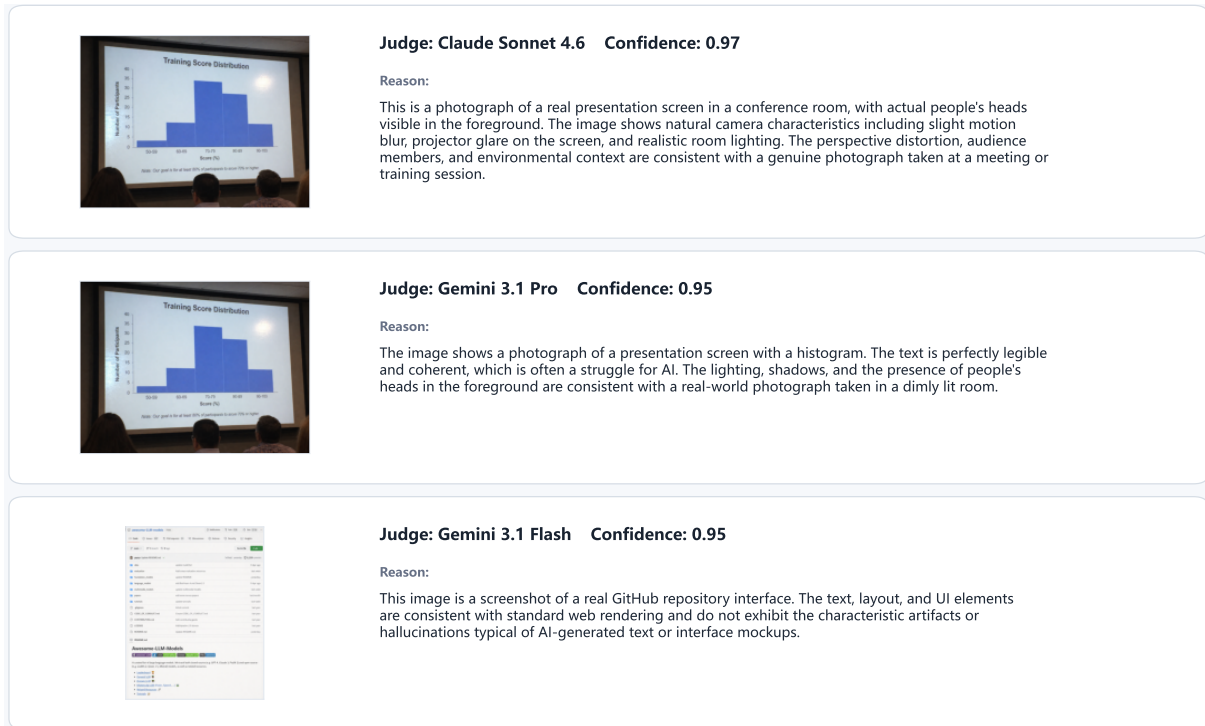 Training Score Distribution
Number of Participants
Score (%)
Judge: Claude Sonnet 4.6 Confidence: 0.97
Reason:
This is a photograph of a real presentation screen in a conference room, with actual people's heads
visible in the foreground. The image shows natural camera characteristics including slight motion
blur, projector glare on the screen, and realistic room lighting. The perspective distortion, audience
members, and environmental context are consistent with a genuine photograph taken at a meeting or
training session.
Training Score Distribution
Number of Participants
Score (%)
Judge: Gemini 3.1 Pro Confidence: 0.95
Reason:
The image shows a photograph of a presentation screen with a histogram. The text is perfectly legible
and coherent, which is often a struggle for AI. The lighting, shadows, and the presence of people's
heads in the foreground are consistent with a real-world photograph taken in a dimly lit room.
Awesome-LLM-Models
Judge: Gemini 3.1 Flash Confidence: 0.95
Reason:
This image is a screenshot of a real GitHub repository interface. The text, layout, and UI elements
are consistent with standard web rendering and do not exhibit the characteristic artifacts or
hallucinations typical of AI-generated text or interface mockups.